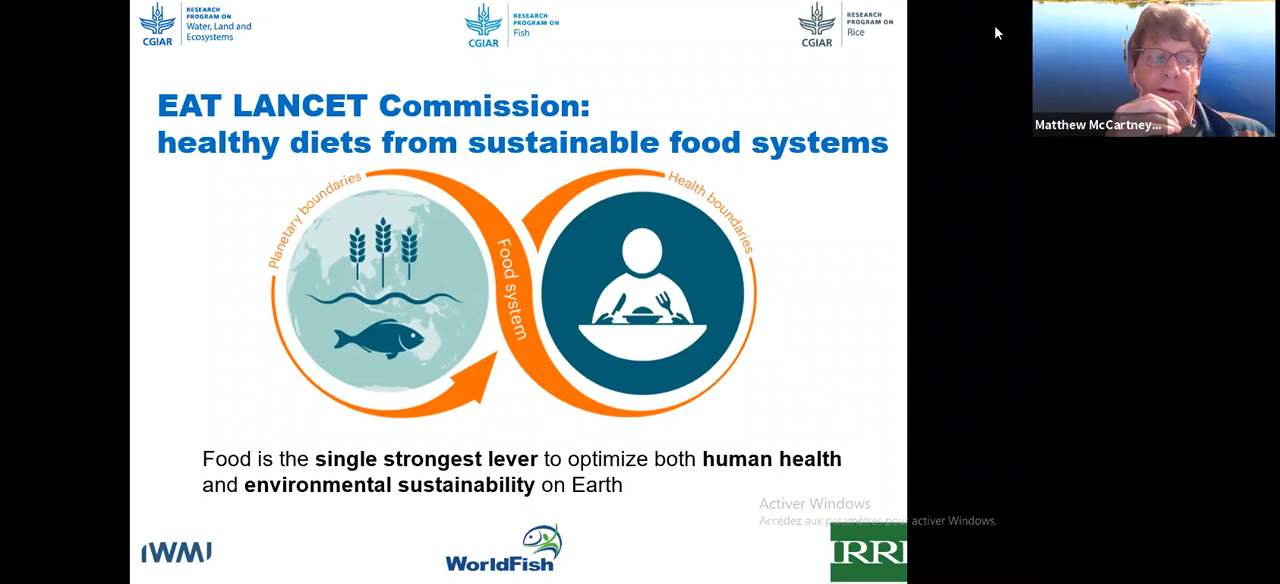 RESEARCH
PROGRAM ON
Water, Land and
Ecosystems
CGIAR
RESEARCH
PROGRAM ON
Fish
CGIAR
RESEARCH
PROGRAM ON
Rice
CGIAR
Matthew McCartney...
EAT LANCET Commission:
healthy diets from sustainable food systems
Planetary boundaries
Food system
Health boundaries
Food is the single strongest lever to optimize both human health
and environmental sustainability on Earth
Activer Windows
Accédez aux paramètres pour activer Windows.
IWMI
WorldFish
IRRI